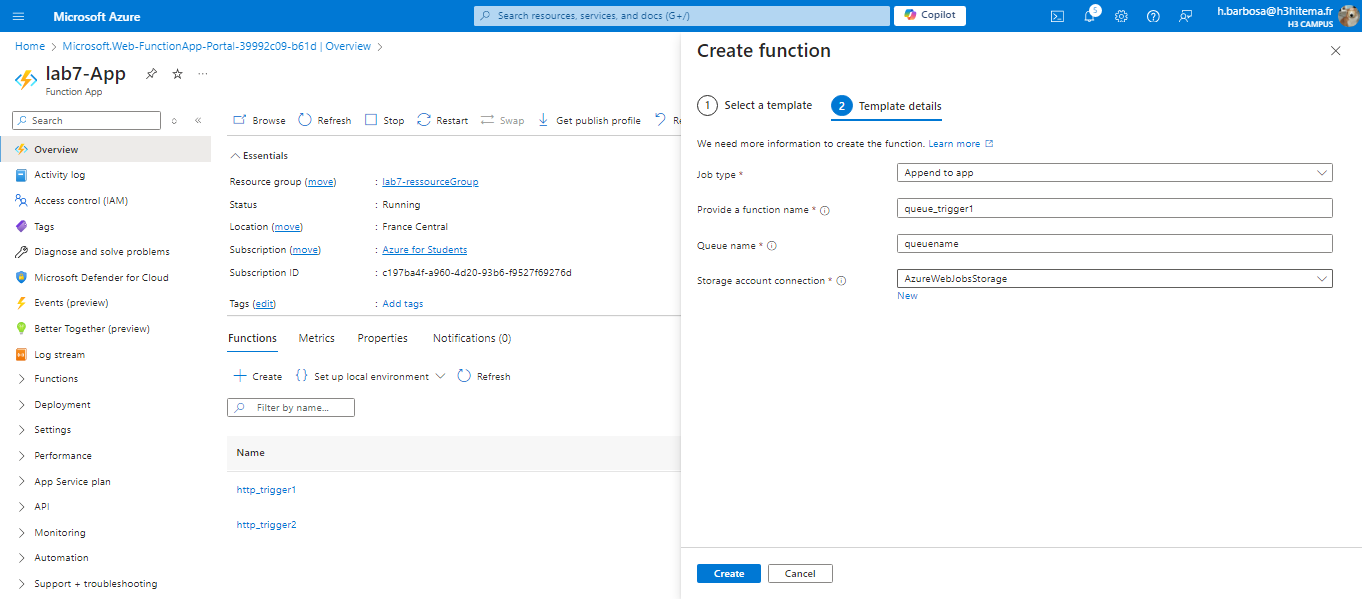 Microsoft Azure
Search resources, services, and docs (G+/)
Copilot
5
h.barbosa@h3hitema.fr
H3 CAMPUS
Home > Microsoft.Web-FunctionApp-Portal-39992c09-b61d | Overview >
lab7-App
Function App
Search
Overview
Activity log
Access control (IAM)
Tags
Diagnose and solve problems
Microsoft Defender for Cloud
Events (preview)
Better Together (preview)
Log stream
Functions
Deployment
Settings
Performance
App Service plan
API
Monitoring
Automation
Support + troubleshooting
Browse Refresh Stop Restart Swap Get publish profile Re
Essentials
Resource group (move) : lab7-ressourceGroup
Status : Running
Location (move) : France Central
Subscription (move) : Azure for Students
Subscription ID : c197ba4f-a960-4d20-93b6-f9527f69276d
Tags (edit) : Add tags
Functions Metrics Properties Notifications (0)
Create Set up local environment Refresh
Filter by name...
Name
http_trigger1
http_trigger2
Create function
1 Select a template 2 Template details
We need more information to create the function. Learn more
Job type * Append to app
Provide a function name * queue_trigger1
Queue name * queuename
Storage account connection * AzureWebJobsStorage
New
Create Cancel